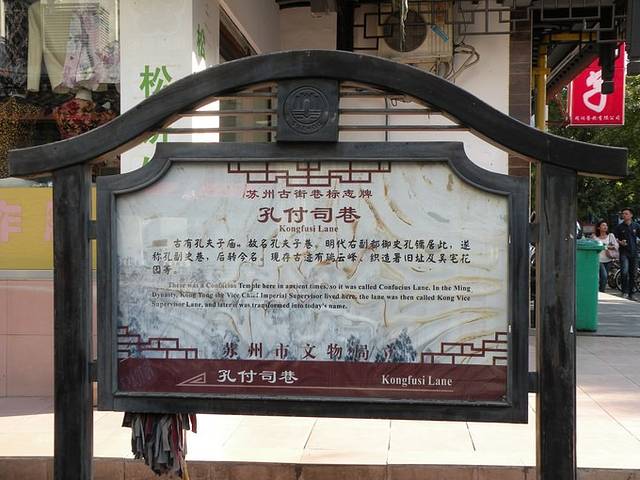 松
松
苏州古街巷标志牌
孔付司巷
Kongfusi Lane
古有孔夫子庙，故名孔夫子巷。明代右副都御史孔镛居此，遂
称孔副史巷，后转今名。现存古迹有瑞云峰、织造署旧址及吴宅花
园等。
There was a Confucius Temple here in ancient times, so it was called Confucius Lane. In the Ming
Dynasty, Kong Yong the Vice Chief Imperial Supervisor lived here, the lane was then called Kong Vice
Supervisor Lane, and later it was transformed into today's name.
苏州市文物局
孔付司巷
Kongfusi Lane